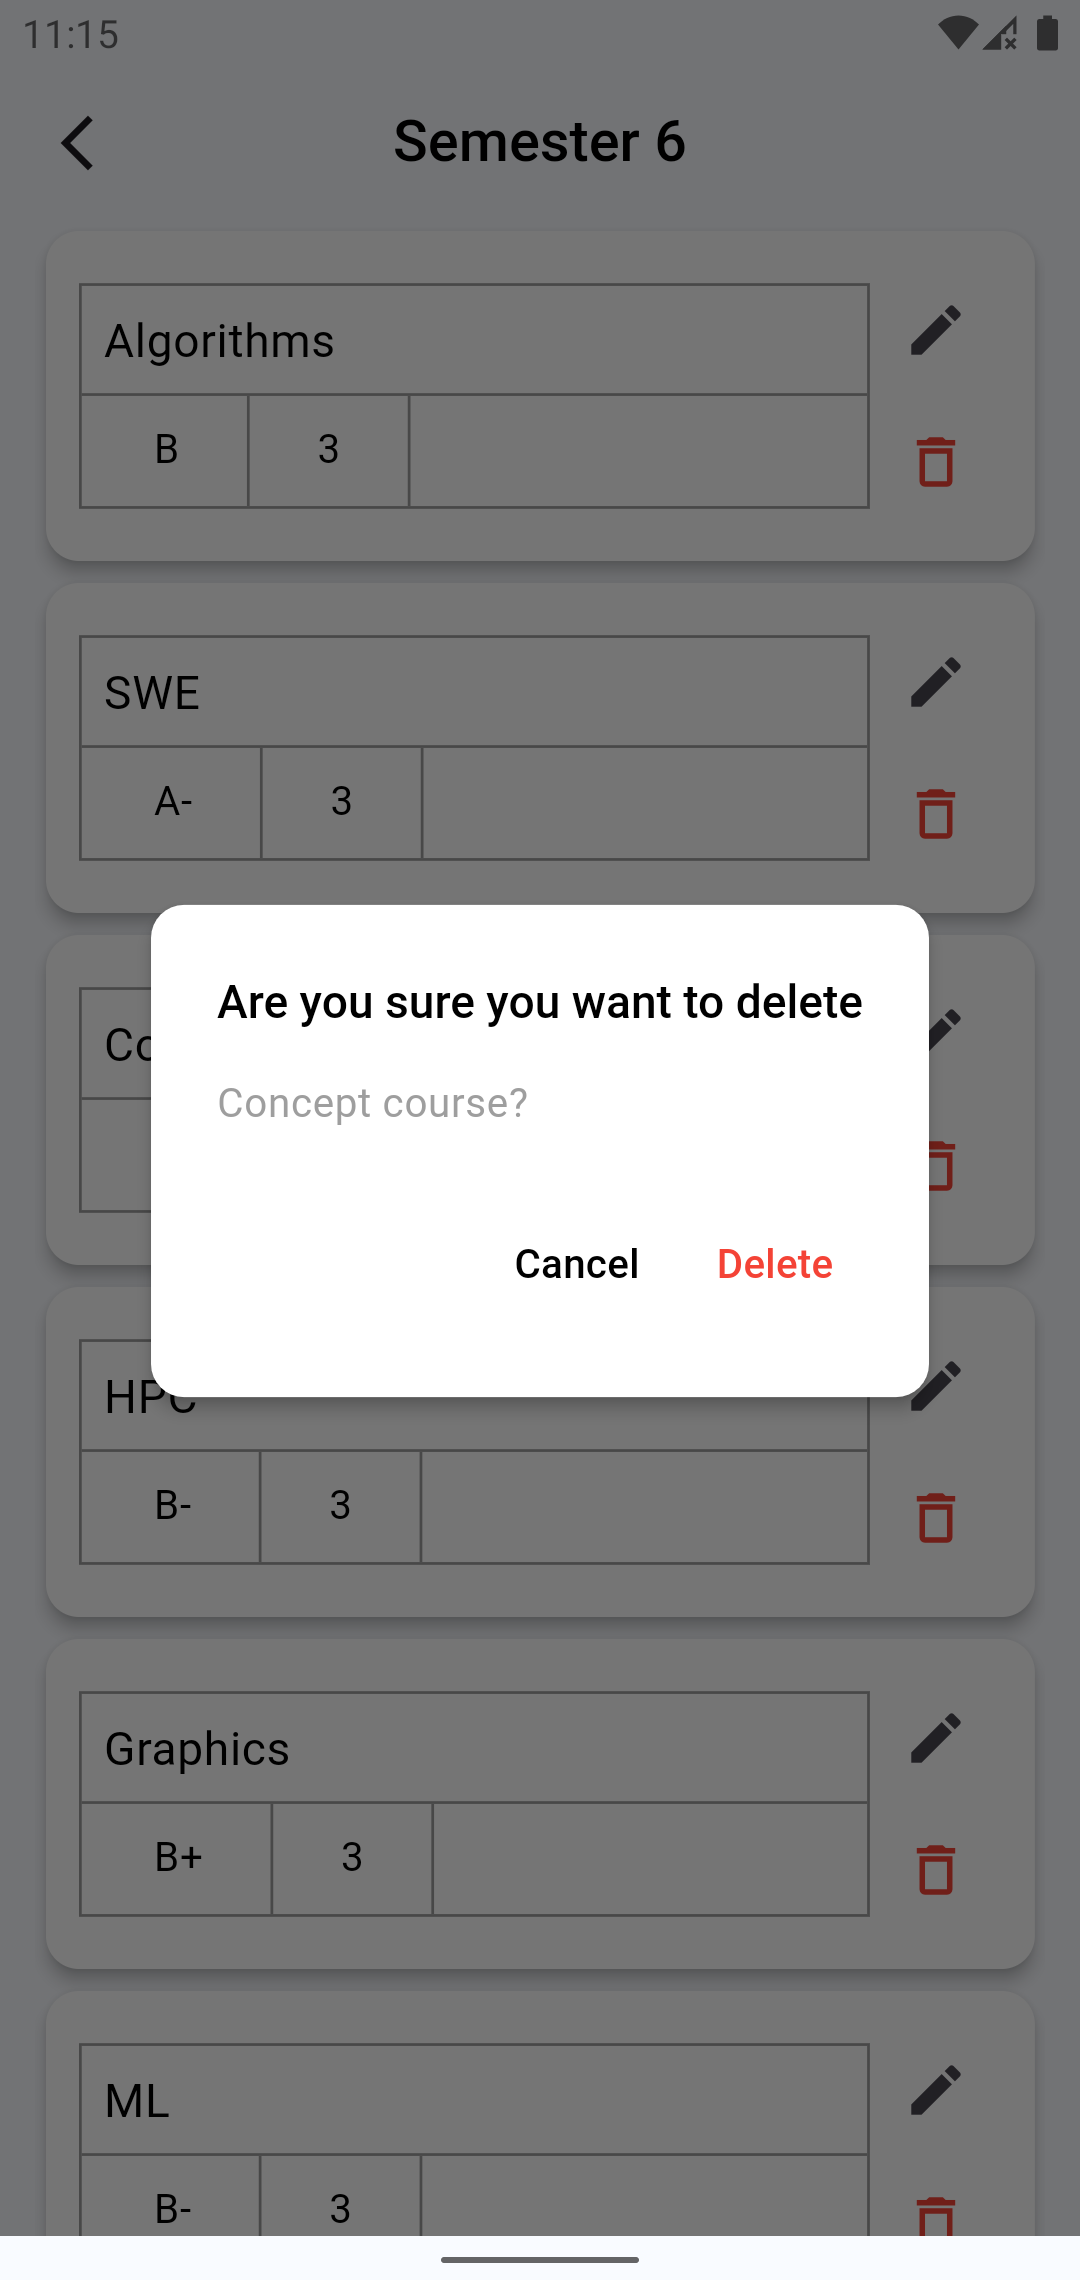 11:15
Semester 6
Algorithms
B 3
SWE
A- 3
Are you sure you want to delete
Concept course?
Cancel Delete
HPC
B- 3
Graphics
B+ 3
ML
B- 3